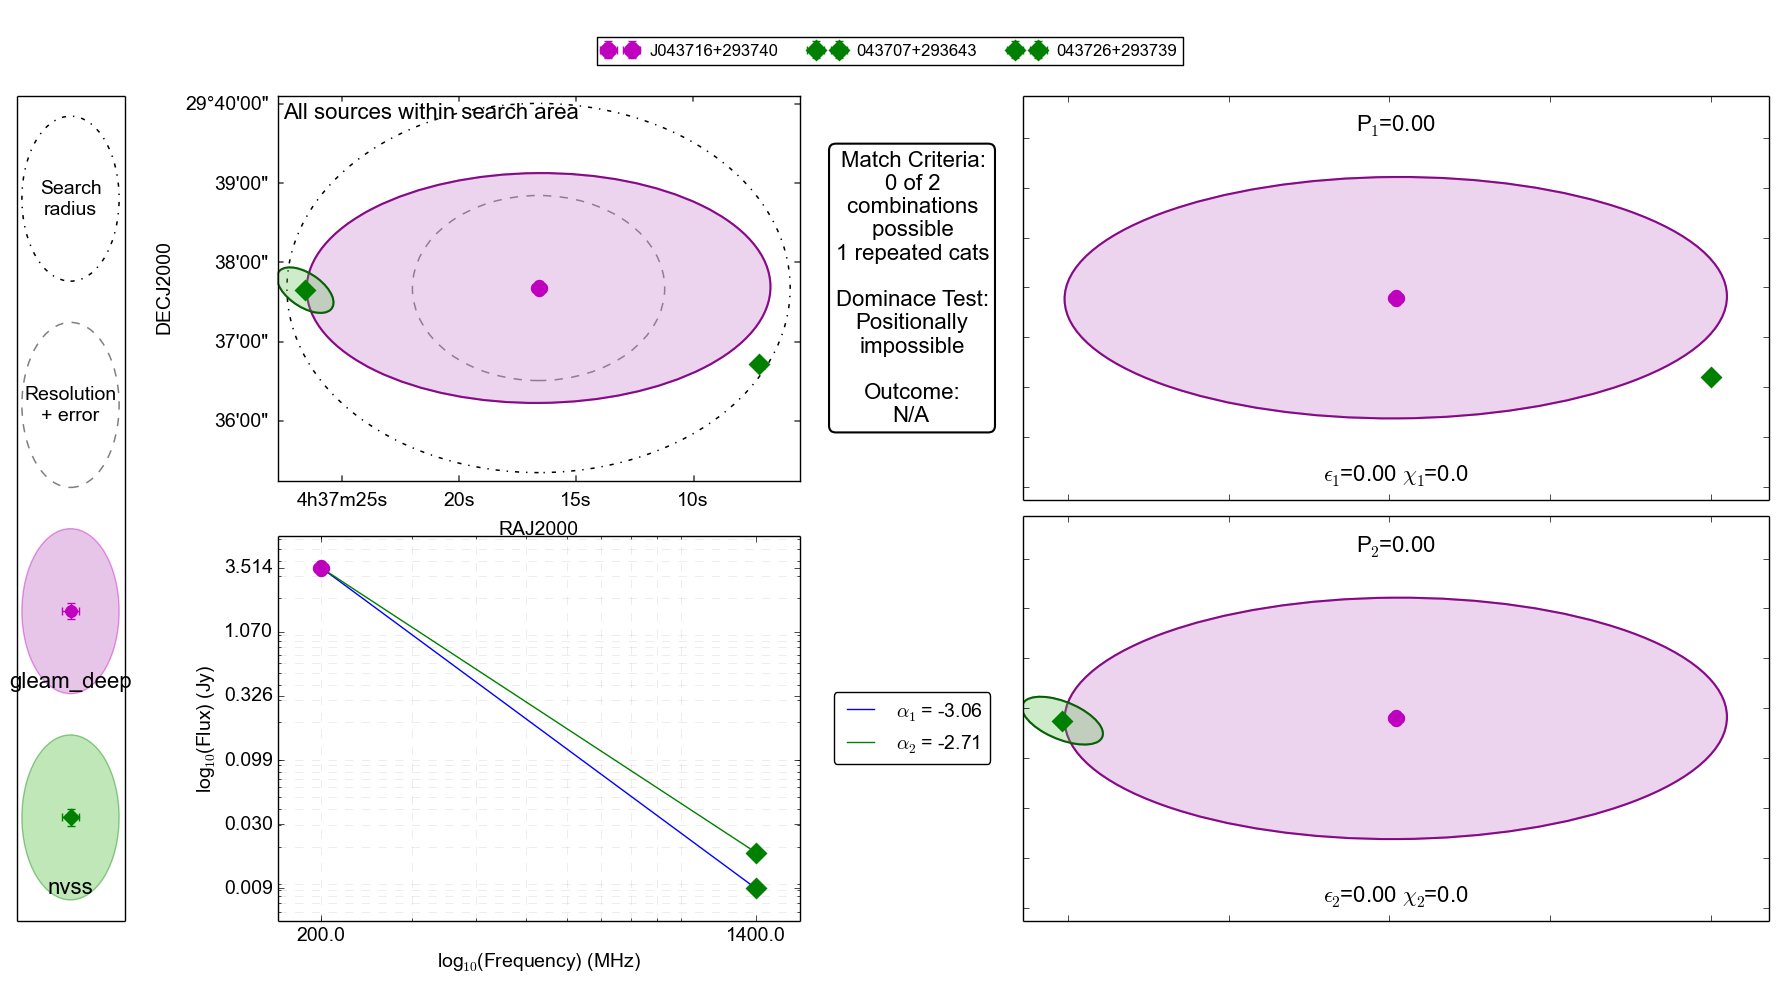 J043716+293740 043707+293643 043726+293739
Search
radius
Resolution
+ error
gleam_deep
nvss
All sources within search area
29°40'00"
39'00"
38'00"
37'00"
36'00"
DECJ2000
4h37m25s 20s 15s 10s
RAJ2000
3.514
1.070
0.326
0.099
0.030
0.009
log10(Flux) (Jy)
200.0 1400.0
log10(Frequency) (MHz)
Match Criteria:
0 of 2
combinations
possible
1 repeated cats
Dominace Test:
Positionally
impossible
Outcome:
N/A
α1 = -3.06
α2 = -2.71
P1=0.00
ϵ1=0.00 χ1=0.0
P2=0.00
ϵ2=0.00 χ2=0.0